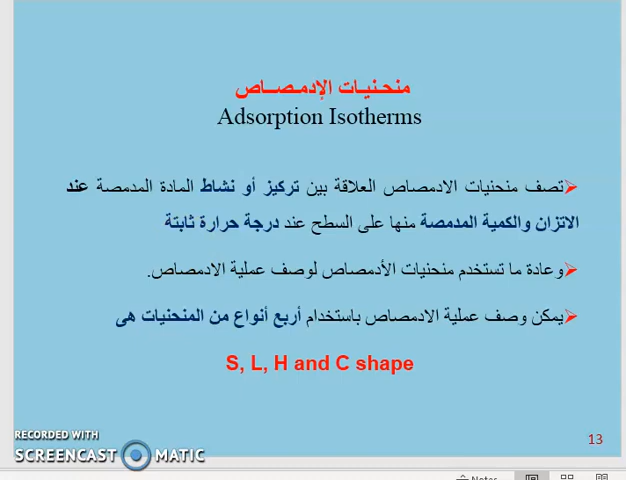 منحنيات الإدمصاص
Adsorption Isotherms
تصف منحنيات الادمصاص العلاقة بين تركيز أو نشاط المادة المدمصة عند
الاتزان والكمية المدمصة منها على السطح عند درجة حرارة ثابتة
وعادة ما تستخدم منحنيات الأدمصاص لوصف عملية الادمصاص.
يمكن وصف عملية الادمصاص باستخدام أربع أنواع من المنحنيات هى
S, L, H and C shape
RECORDED WITH
SCREENCAST MATIC
13